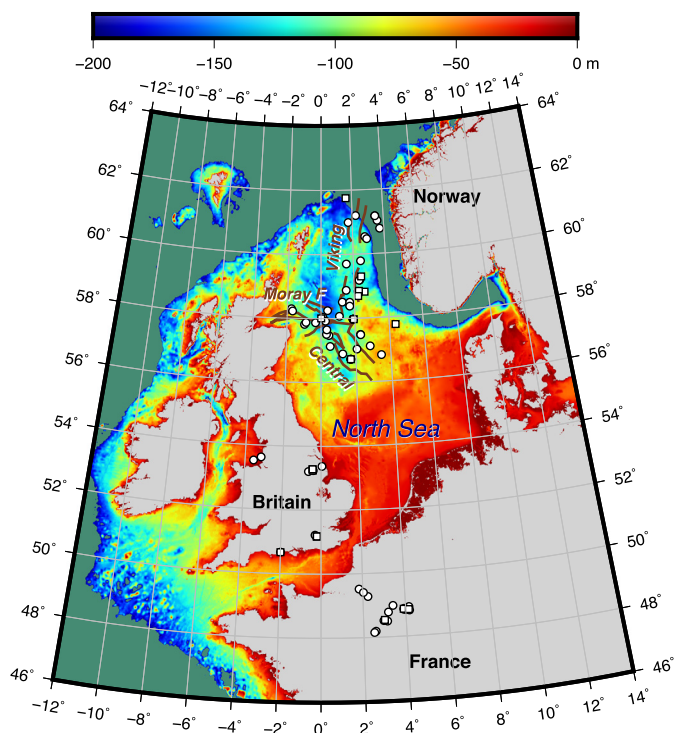 −200 −150 −100 −50 0 m
−12° −10° −8° −6° −4° −2° 0° 2° 4° 6° 8° 10° 12° 14°
64° 64°
62° 62°
Norway
60° 60°
Viking
58° 58°
Moray F.
56° 56°
Central
54° 54°
North Sea
52° 52°
Britain
50° 50°
48° 48°
France
46° 46°
−12° −10° −8° −6° −4° −2° 0° 2° 4° 6° 8° 10° 12° 14°